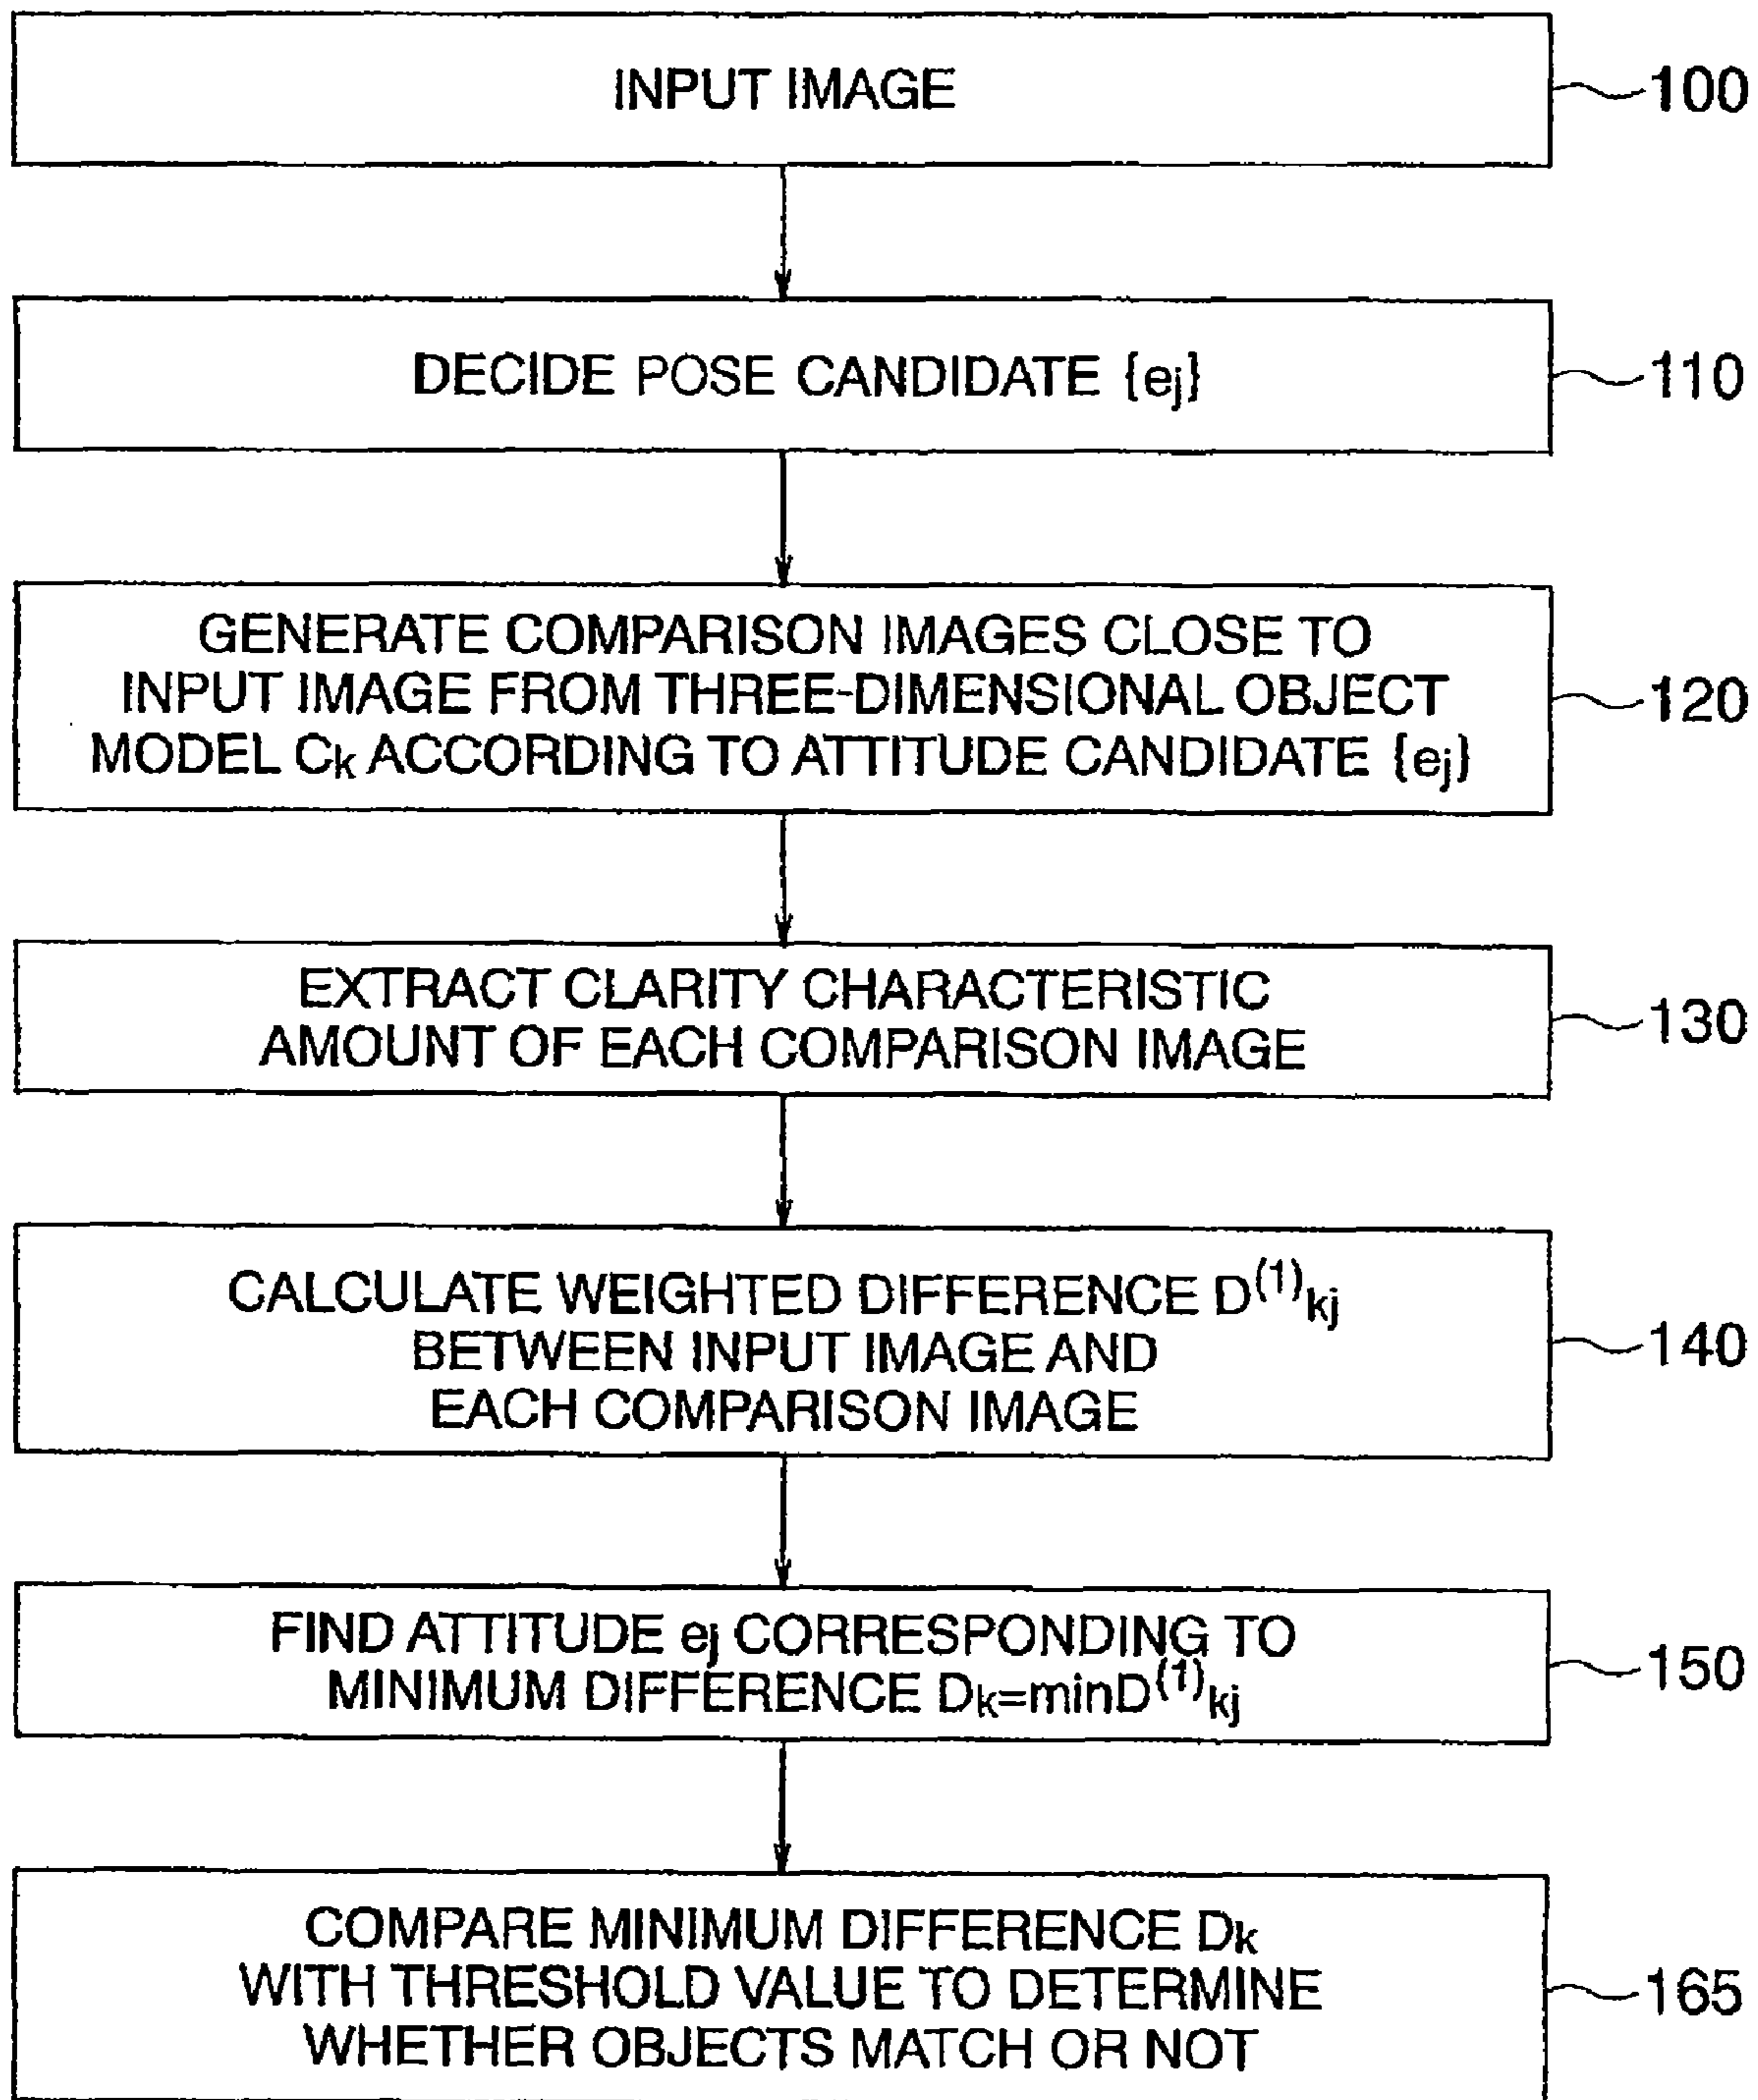 INPUT IMAGE
100
DECIDE POSE CANDIDATE {ej}
110
GENERATE COMPARISON IMAGES CLOSE TO
INPUT IMAGE FROM THREE-DIMENSIONAL OBJECT
MODEL Ck ACCORDING TO ATTITUDE CANDIDATE {ej}
120
EXTRACT CLARITY CHARACTERISTIC
AMOUNT OF EACH COMPARISON IMAGE
130
CALCULATE WEIGHTED DIFFERENCE D(1)kj
BETWEEN INPUT IMAGE AND
EACH COMPARISON IMAGE
140
FIND ATTITUDE ej CORRESPONDING TO
MINIMUM DIFFERENCE Dk=minD(1)kj
150
COMPARE MINIMUM DIFFERENCE Dk
WITH THRESHOLD VALUE TO DETERMINE
WHETHER OBJECTS MATCH OR NOT
165